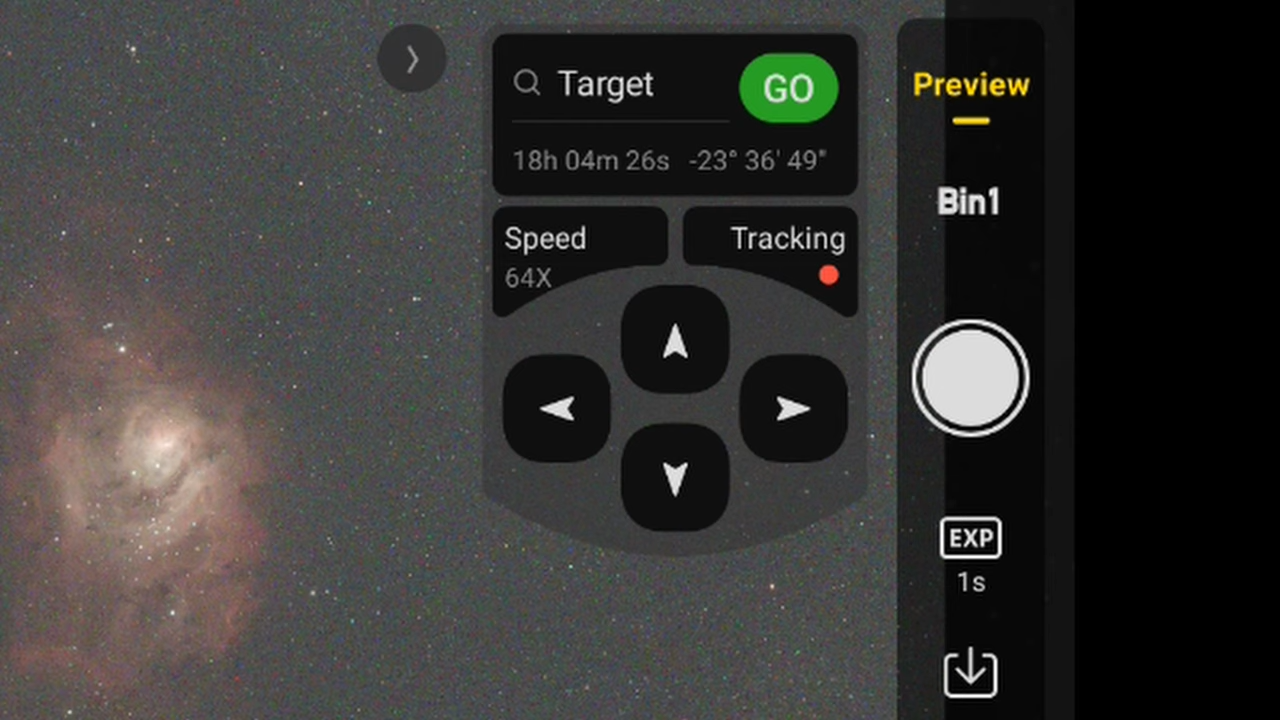 Target
GO
18h 04m 26s -23° 36' 49"
Speed
64X
Tracking
Preview
Bin1
EXP
1s